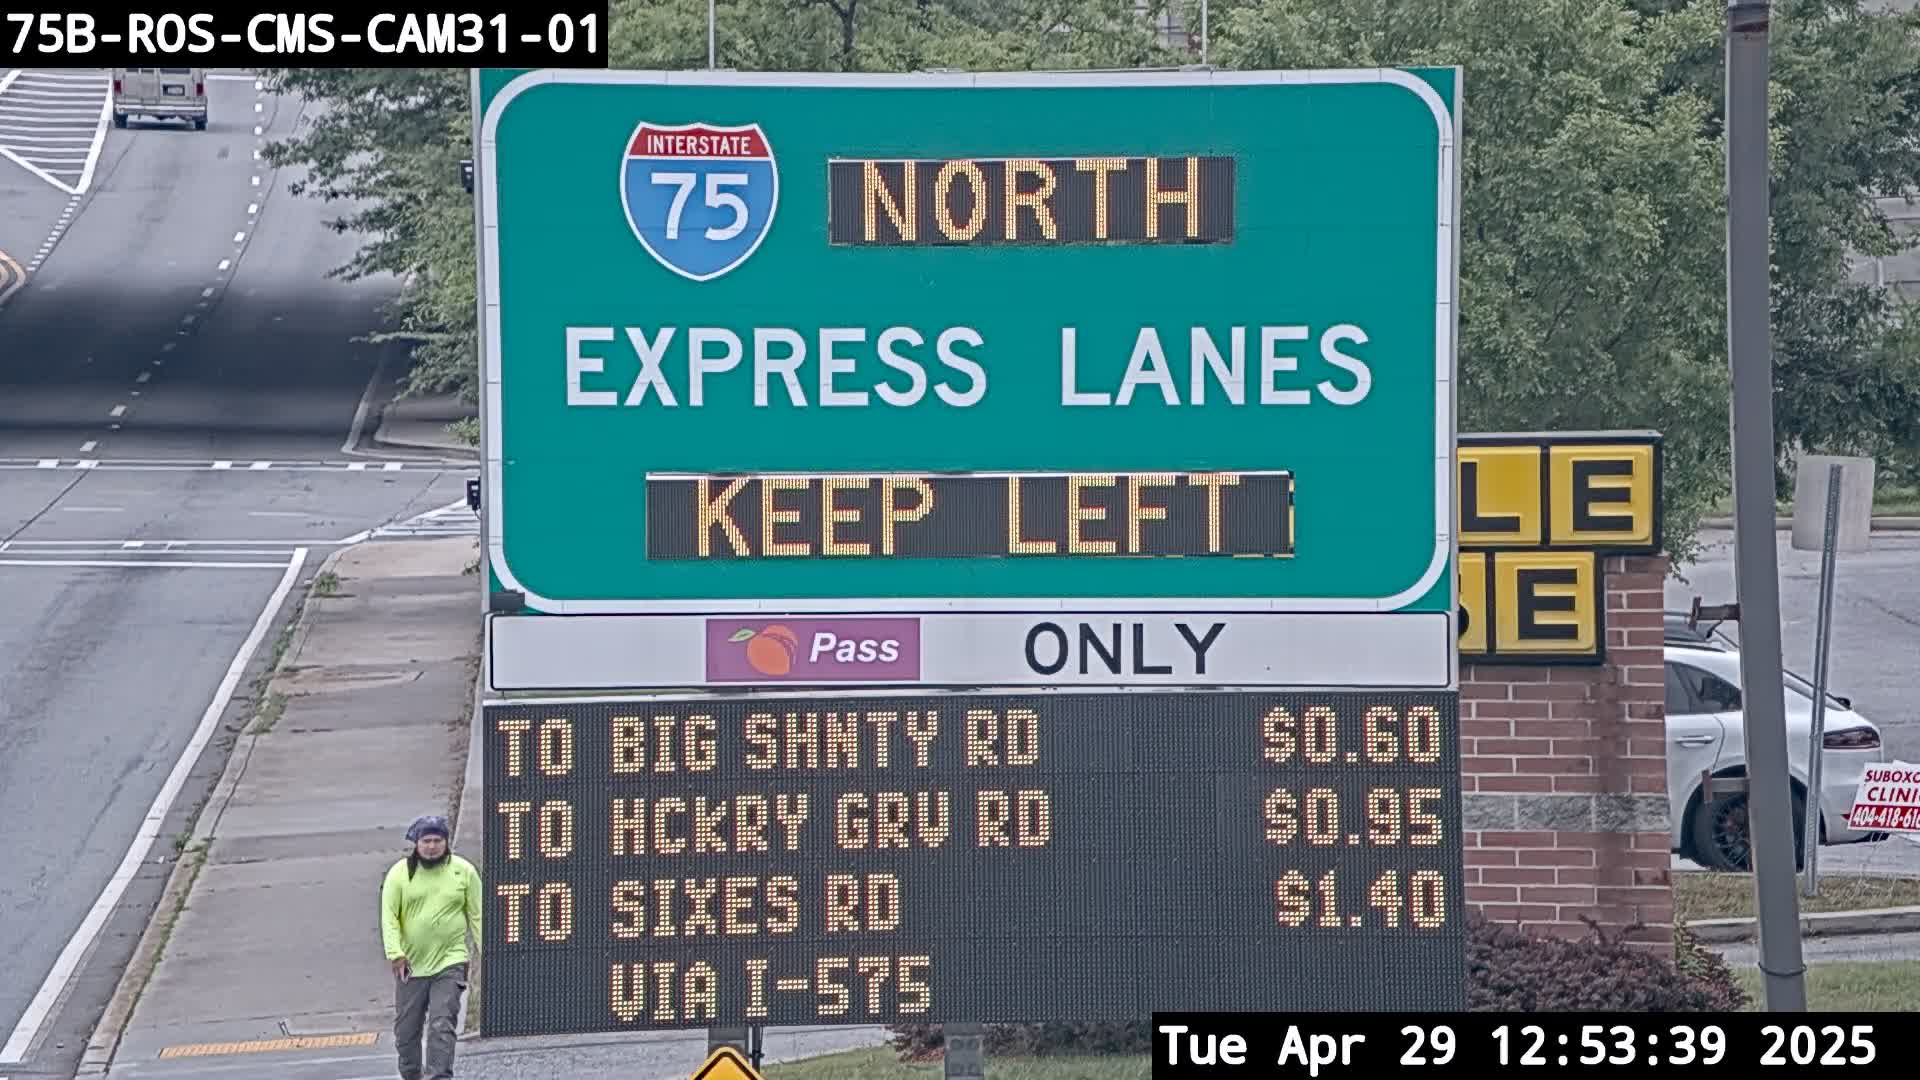 75B-ROS-CMS-CAM31-01
INTERSTATE
75
NORTH
EXPRESS LANES
KEEP LEFT
Pass ONLY
TO BIG SHNTY RD $0.60
TO HCKRY GRV RD $0.95
TO SIXES RD $1.40
VIA I-575
LE
E
CLINI
Tue Apr 29 12:53:39 2025